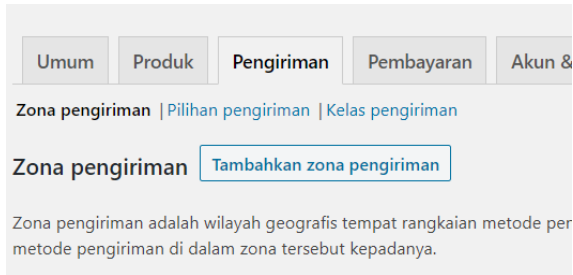 Umum Produk Pengiriman Pembayaran Akun &
Zona pengiriman | Pilihan pengiriman | Kelas pengiriman
Zona pengiriman Tambahkan zona pengiriman
Zona pengiriman adalah wilayah geografis tempat rangkaian metode
metode pengiriman di dalam zona tersebut kepadanya.